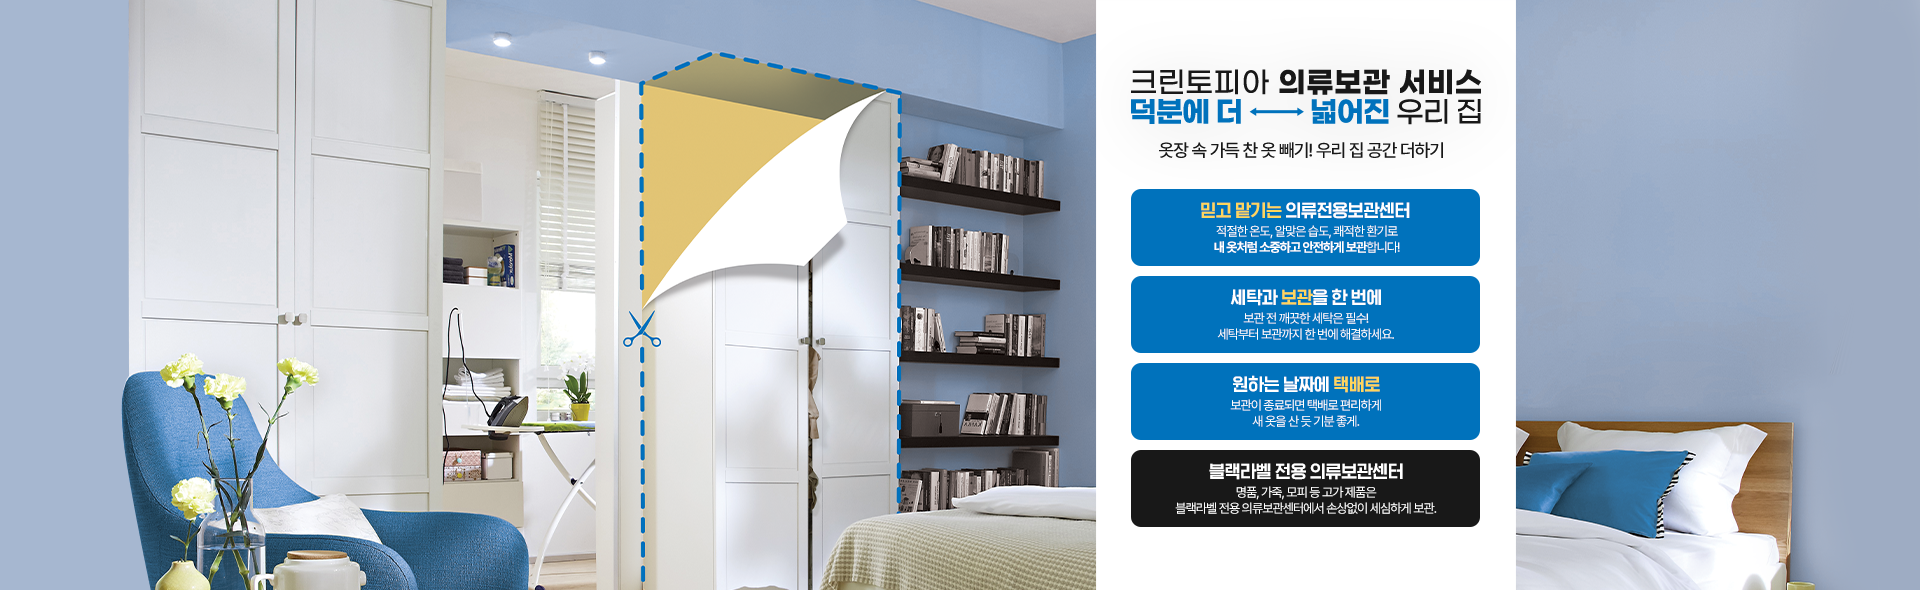 크린토피아 의류보관 서비스
덕분에 더 ⟷ 넓어진 우리 집
옷장 속 가득 찬 옷 빼기! 우리 집 공간 더하기
믿고 맡기는 의류전용보관센터
적절한 온도, 알맞은 습도, 쾌적한 환기로
내 옷처럼 소중하고 안전하게 보관합니다!
세탁과 보관을 한 번에
보관 전 깨끗한 세탁은 필수!
세탁부터 보관까지 한 번에 해결하세요.
원하는 날짜에 택배로
보관이 종료되면 택배로 편리하게
새 옷을 산 듯 기분 좋게.
블랙라벨 전용 의류보관센터
명품, 가죽, 모피 등 고가 제품은
블랙라벨 전용 의류보관센터에서 손상없이 세심하게 보관.